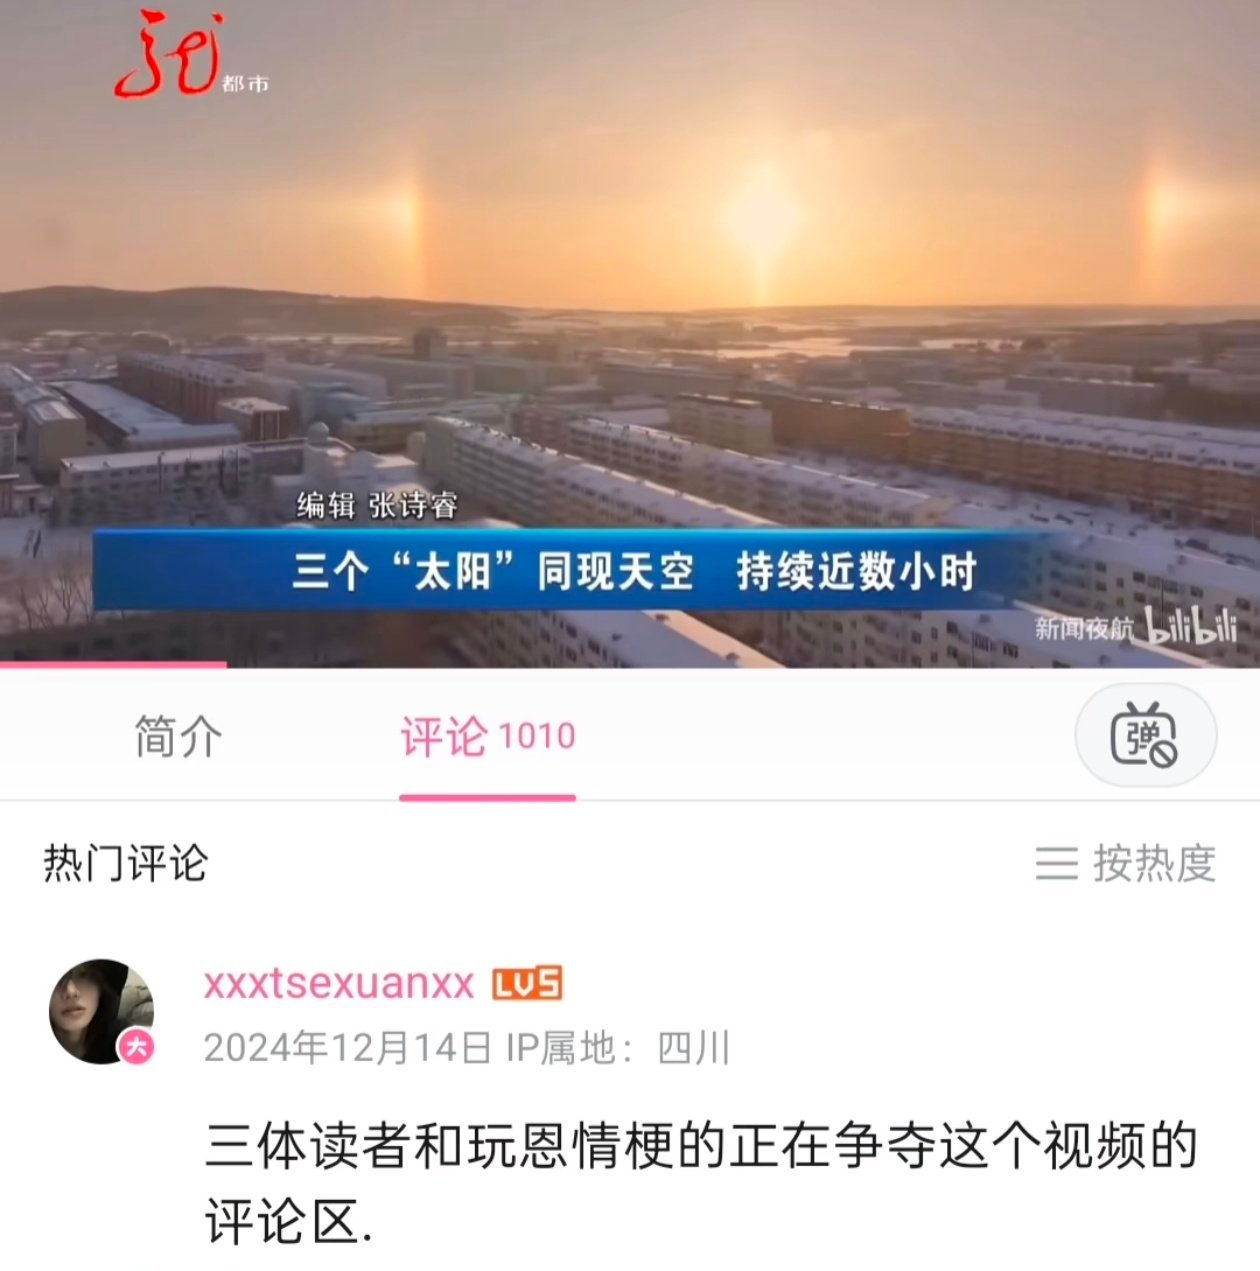 龙都市
编辑 张诗睿
三个“太阳”同现天空 持续近数小时
新闻夜航 bilibili
简介 评论 1010 弹
热门评论 按热度
xxxtsexuanxx LV5
大
2024年12月14日 IP属地：四川
三体读者和玩恩情梗的正在争夺这个视频的
评论区.